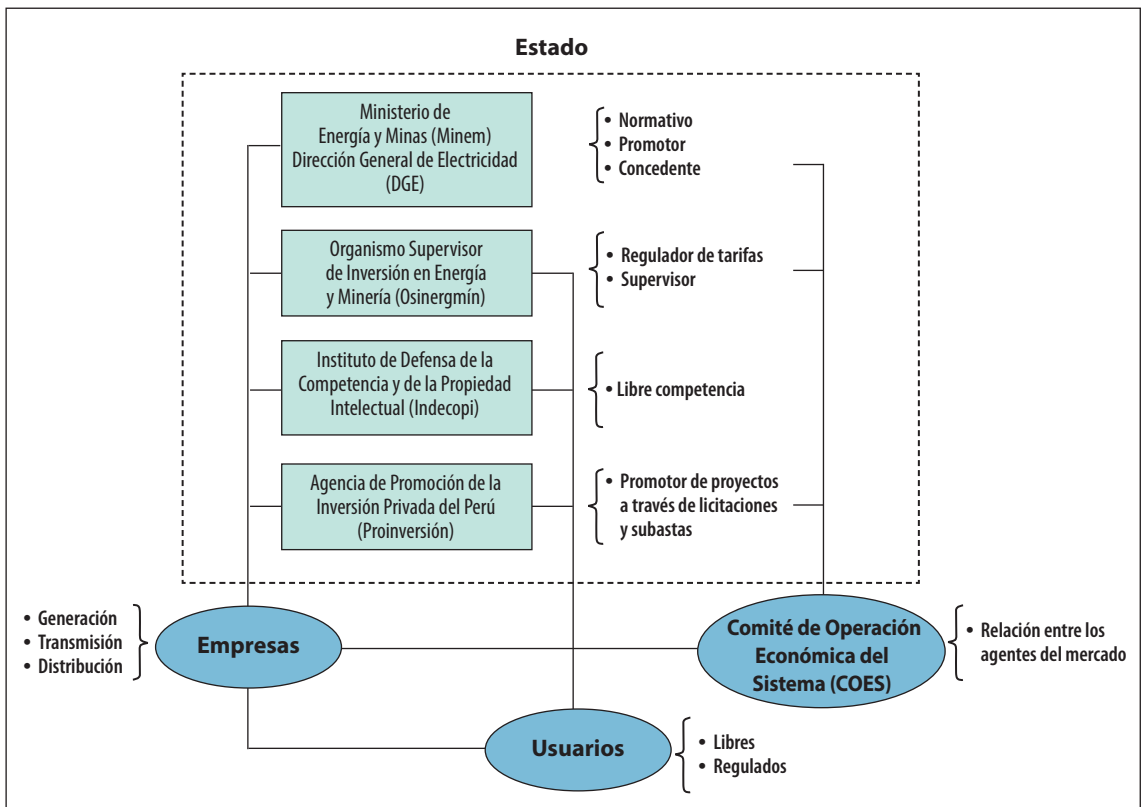 Estado
Ministerio de
Energía y Minas (Minem)
Dirección General de Electricidad
(DGE)
• Normativo
• Promotor
• Concedente
Organismo Supervisor
de Inversión en Energía
y Minería (Osinergmín)
• Regulador de tarifas
• Supervisor
Instituto de Defensa de la
Competencia y de la Propiedad
Intelectual (Indecopi)
• Libre competencia
Agencia de Promoción de la
Inversión Privada del Perú
(Proinversión)
• Promotor de proyectos
a través de licitaciones
y subastas
• Generación
• Transmisión
• Distribución
Empresas
Comité de Operación
Económica del
Sistema (COES)
• Relación entre los
agentes del mercado
Usuarios
• Libres
• Regulados